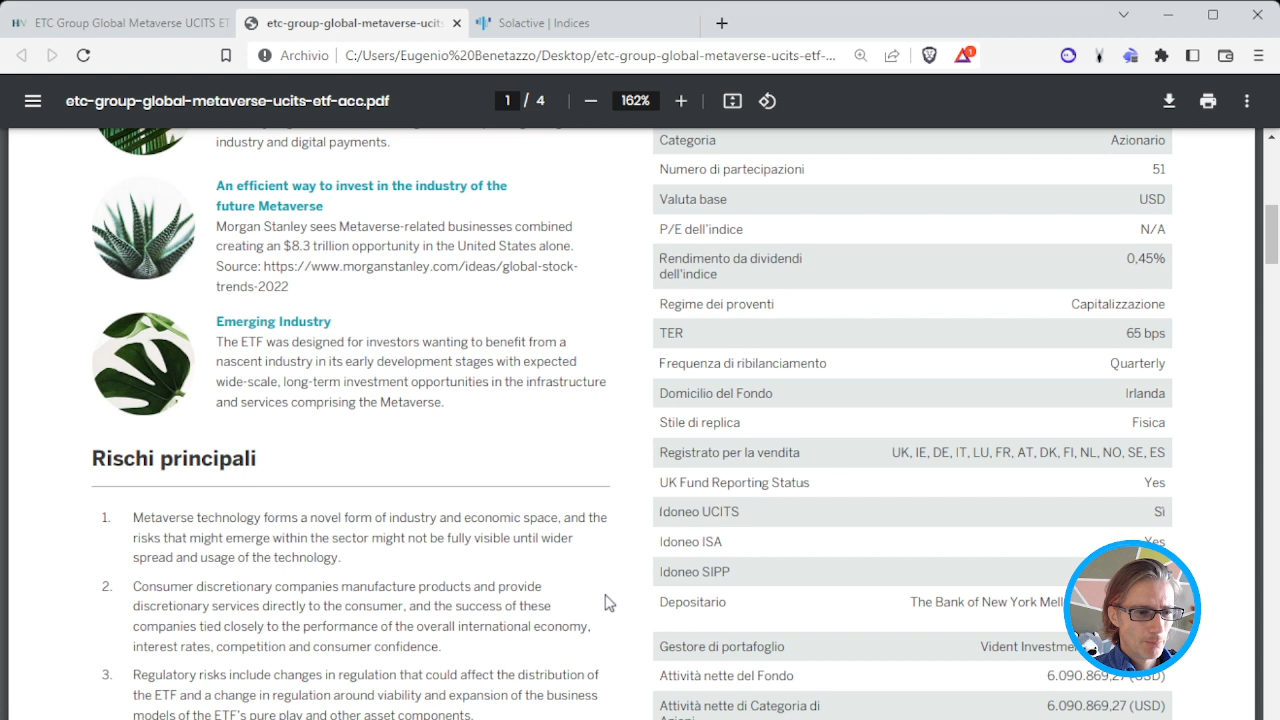 ETC Group Global Metaverse UCITS ET
etc-group-global-metaverse-ucits
Solactive | Indices
Archivio
C:/Users/Eugenio%20Benetazzo/Desktop/etc-group-global-metaverse-ucits-etf-...
etc-group-global-metaverse-ucits-etf-acc.pdf
1 / 4
162%
industry and digital payments.
An efficient way to invest in the industry of the
future Metaverse
Morgan Stanley sees Metaverse-related businesses combined
creating an $8.3 trillion opportunity in the United States alone.
Source: https://www.morganstanley.com/ideas/global-stock-
trends-2022
Emerging Industry
The ETF was designed for investors wanting to benefit from a
nascent industry in its early development stages with expected
wide-scale, long-term investment opportunities in the infrastructure
and services comprising the Metaverse.
Rischi principali
1. Metaverse technology forms a novel form of industry and economic space, and the
risks that might emerge within the sector might not be fully visible until wider
spread and usage of the technology.
2. Consumer discretionary companies manufacture products and provide
discretionary services directly to the consumer, and the success of these
companies tied closely to the performance of the overall international economy,
interest rates, competition and consumer confidence.
3. Regulatory risks include changes in regulation that could affect the distribution of
the ETF and a change in regulation around viability and expansion of the business
models of the ETF's pure play and other asset components.
Categoria Azionario
Numero di partecipazioni 51
Valuta base USD
P/E dell'indice N/A
Rendimento da dividendi 0,45%
dell'indice
Regime dei proventi Capitalizzazione
TER 65 bps
Frequenza di ribilanciamento Quarterly
Domicilio del Fondo Irlanda
Stile di replica Fisica
Registrato per la vendita UK, IE, DE, IT, LU, FR, AT, DK, FI, NL, NO, SE, ES
UK Fund Reporting Status Yes
Idoneo UCITS Sì
Idoneo ISA Yes
Idoneo SIPP
Depositario The Bank of New York Mell
Gestore di portafoglio Vident Investme
Attività nette del Fondo 6.090.869,27 (USD)
Attività nette di Categoria di 6.090.869,27 (USD)